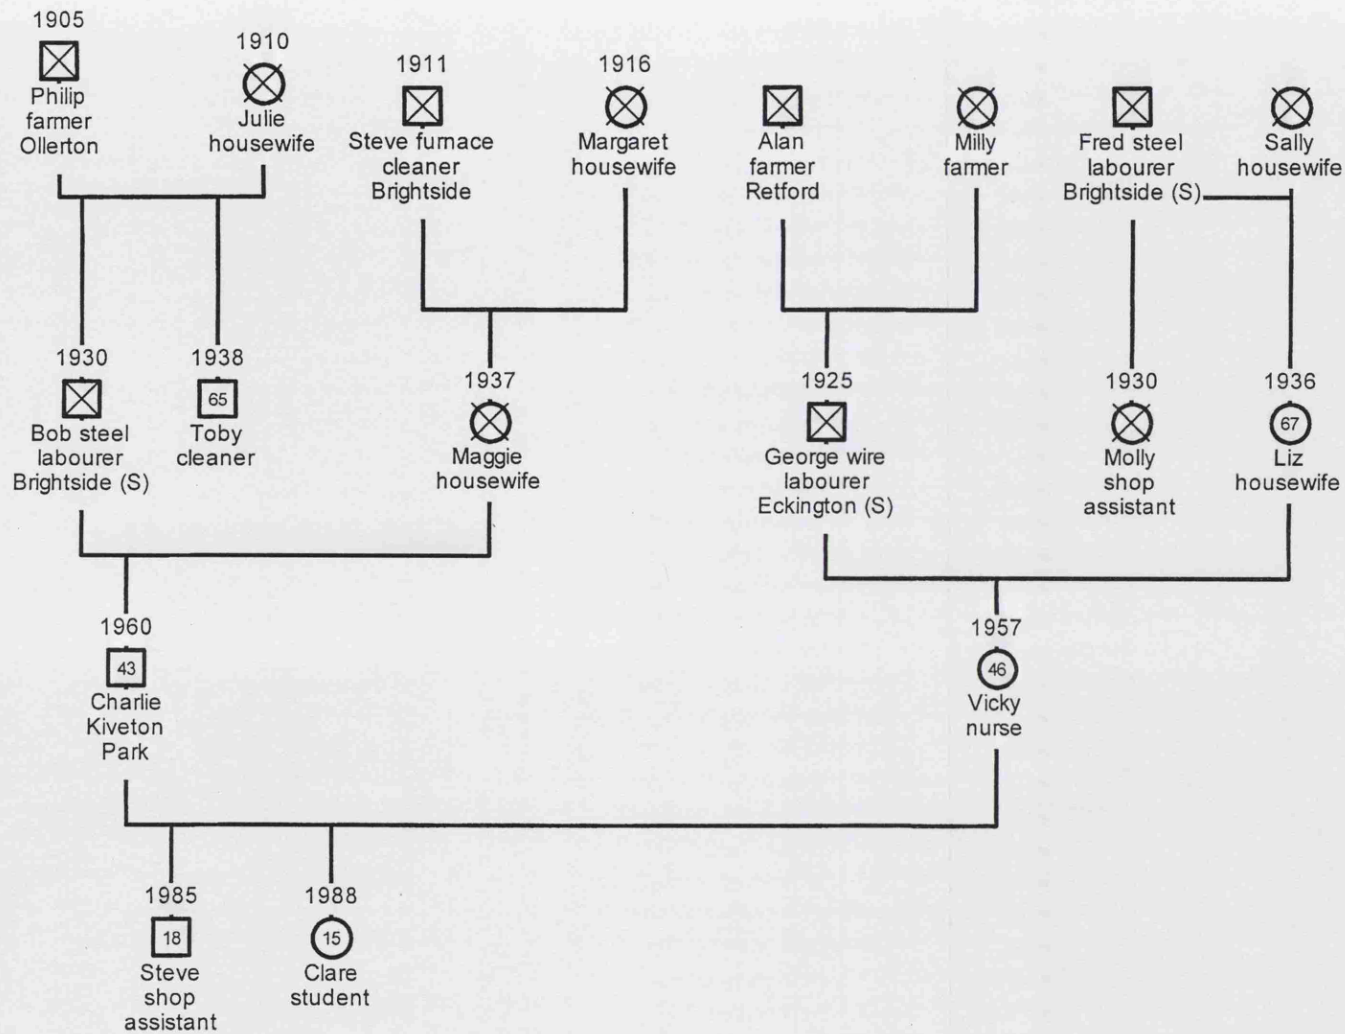 1905
Philip
farmer
Ollerton
1910
Julie
housewife
1911
Steve furnace
cleaner
Brightside
1916
Margaret
housewife
Alan
farmer
Retford
Milly
farmer
Fred steel
labourer
Brightside (S)
Sally
housewife
1930
Bob steel
labourer
Brightside (S)
1938
65
Toby
cleaner
1937
Maggie
housewife
1925
George wire
labourer
Eckington (S)
1930
Molly
shop
assistant
1936
67
Liz
housewife
1960
43
Charlie
Kiveton
Park
1957
46
Vicky
nurse
1985
18
Steve
shop
assistant
1988
15
Clare
student